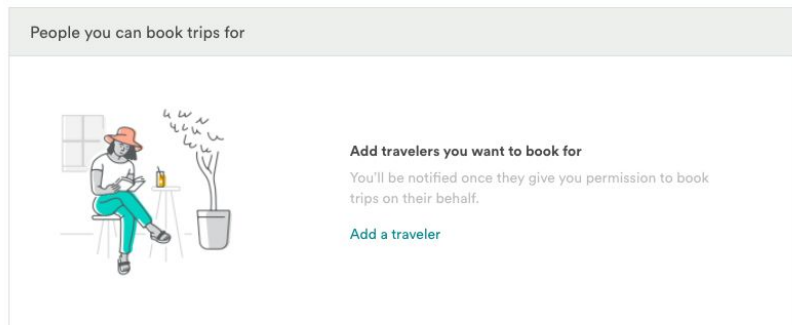 People you can book trips for
Add travelers you want to book for
You'll be notified once they give you permission to book
trips on their behalf.
Add a traveler